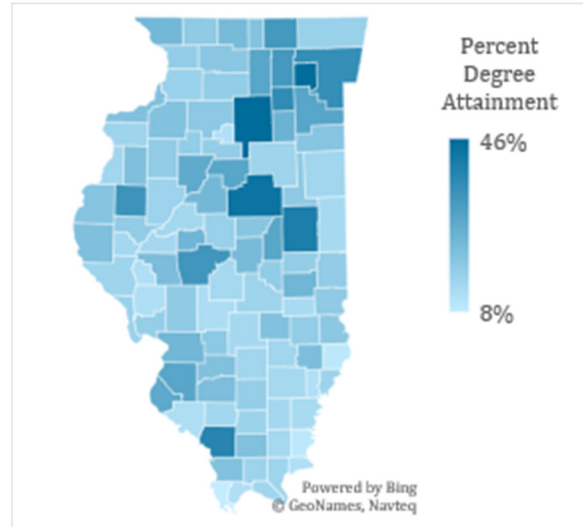 Percent
Degree
Attainment
46%
8%
Powered by Bing
© GeoNames, Navteq